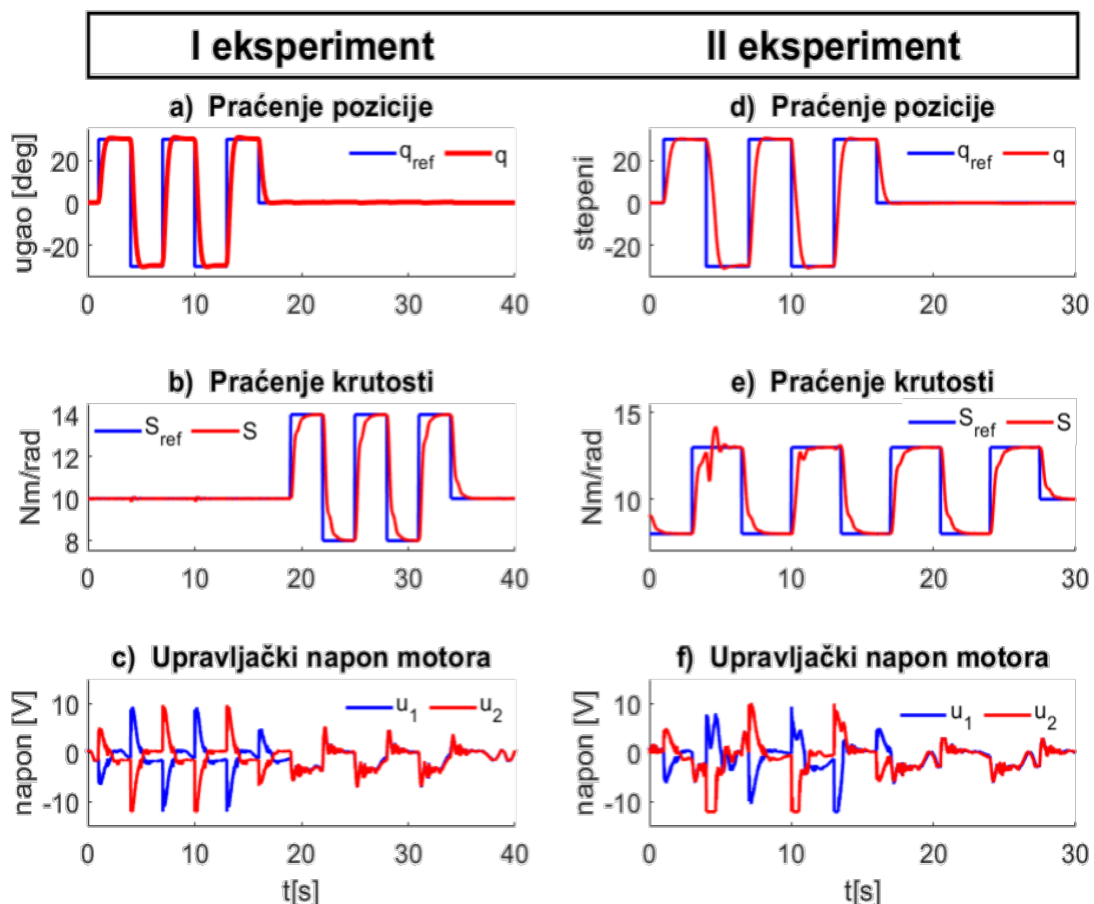 I eksperiment
II eksperiment
a) Praćenje pozicije
ugao [deg]
20
0
-20
q_ref q
0 10 20 30 40
d) Praćenje pozicije
stepeni
20
0
-20
q_ref q
0 10 20 30
b) Praćenje krutosti
Nm/rad
14
12
10
8
S_ref S
0 10 20 30 40
e) Praćenje krutosti
Nm/rad
15
10
S_ref S
0 10 20 30
c) Upravljački napon motora
napon [V]
10
0
-10
u_1 u_2
0 10 20 30 40
t[s]
f) Upravljački napon motora
napon [V]
10
0
-10
u_1 u_2
0 10 20 30
t[s]